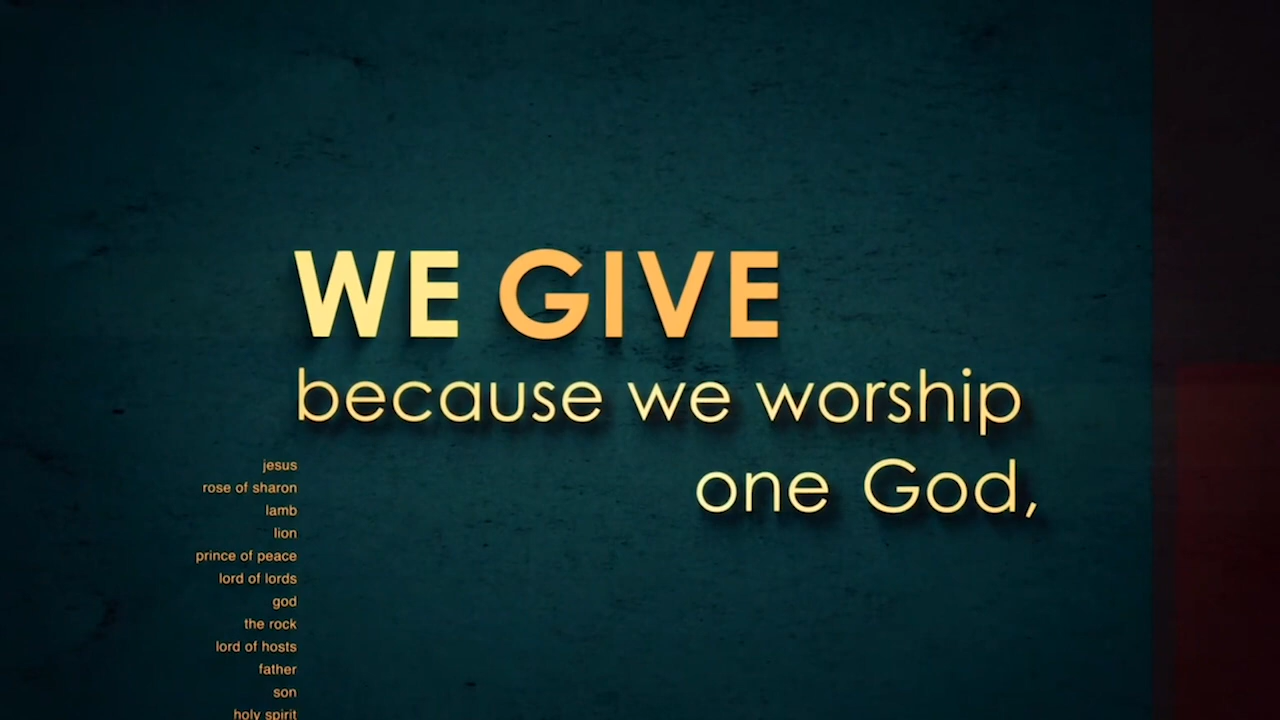 WE GIVE
because we worship
one God,
jesus
rose of sharon
lamb
lion
prince of peace
lord of lords
god
the rock
lord of hosts
father
son
holy spirit